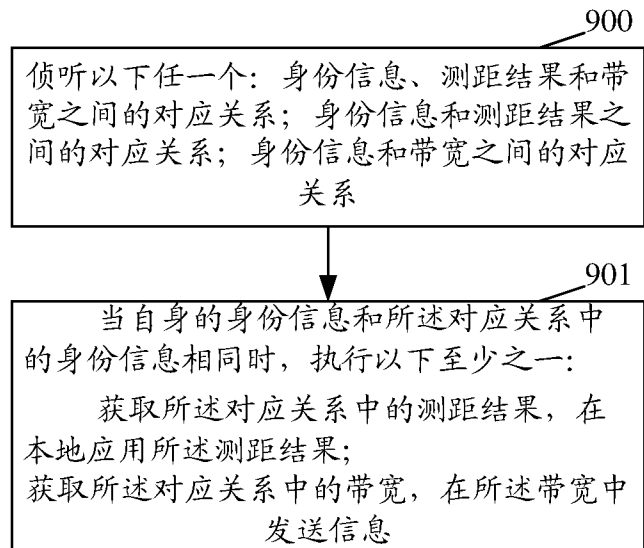 900
侦听以下任一个：身份信息、测距结果和带
宽之间的对应关系；身份信息和测距结果之
间的对应关系；身份信息和带宽之间的对应
关系
901
当自身的身份信息和所述对应关系中
的身份信息相同时，执行以下至少之一：
获取所述对应关系中的测距结果，在
本地应用所述测距结果；
获取所述对应关系中的带宽，在所述带宽中
发送信息